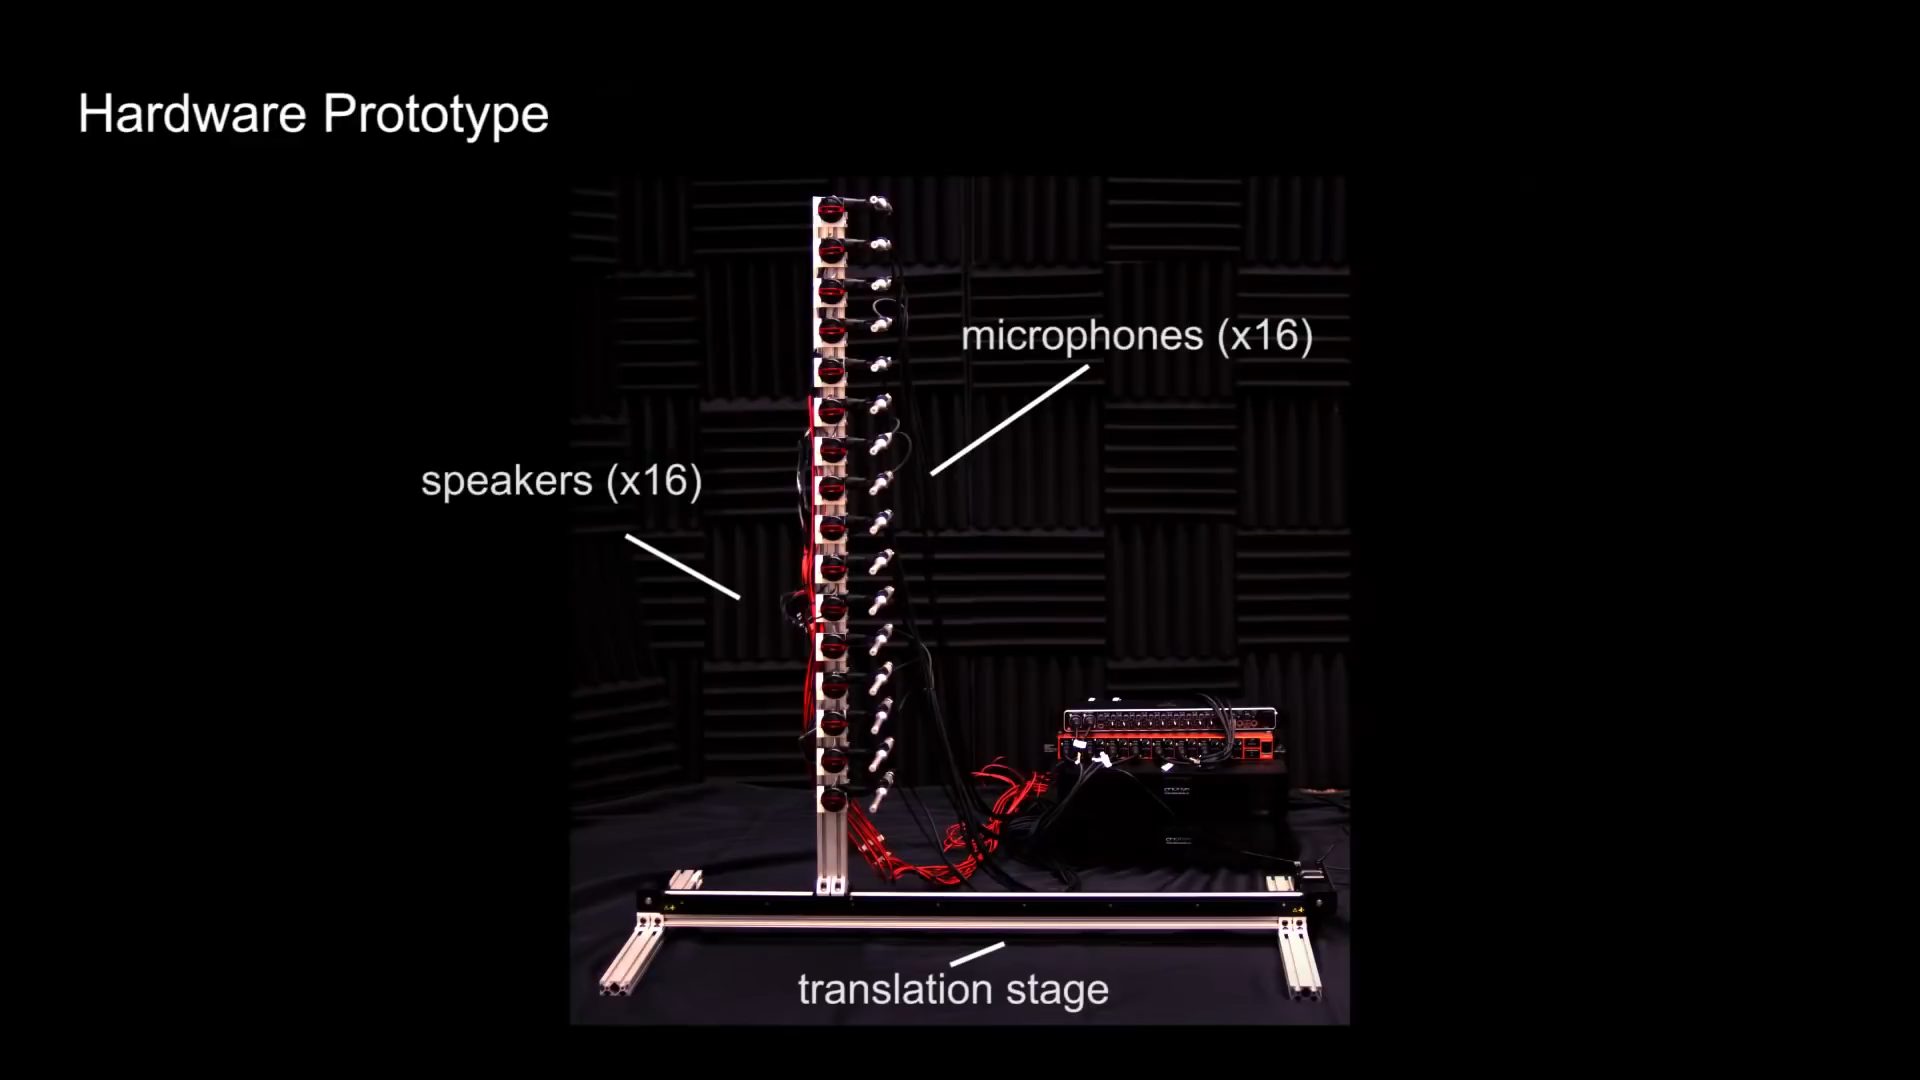 Hardware Prototype
microphones (x16)
speakers (x16)
translation stage